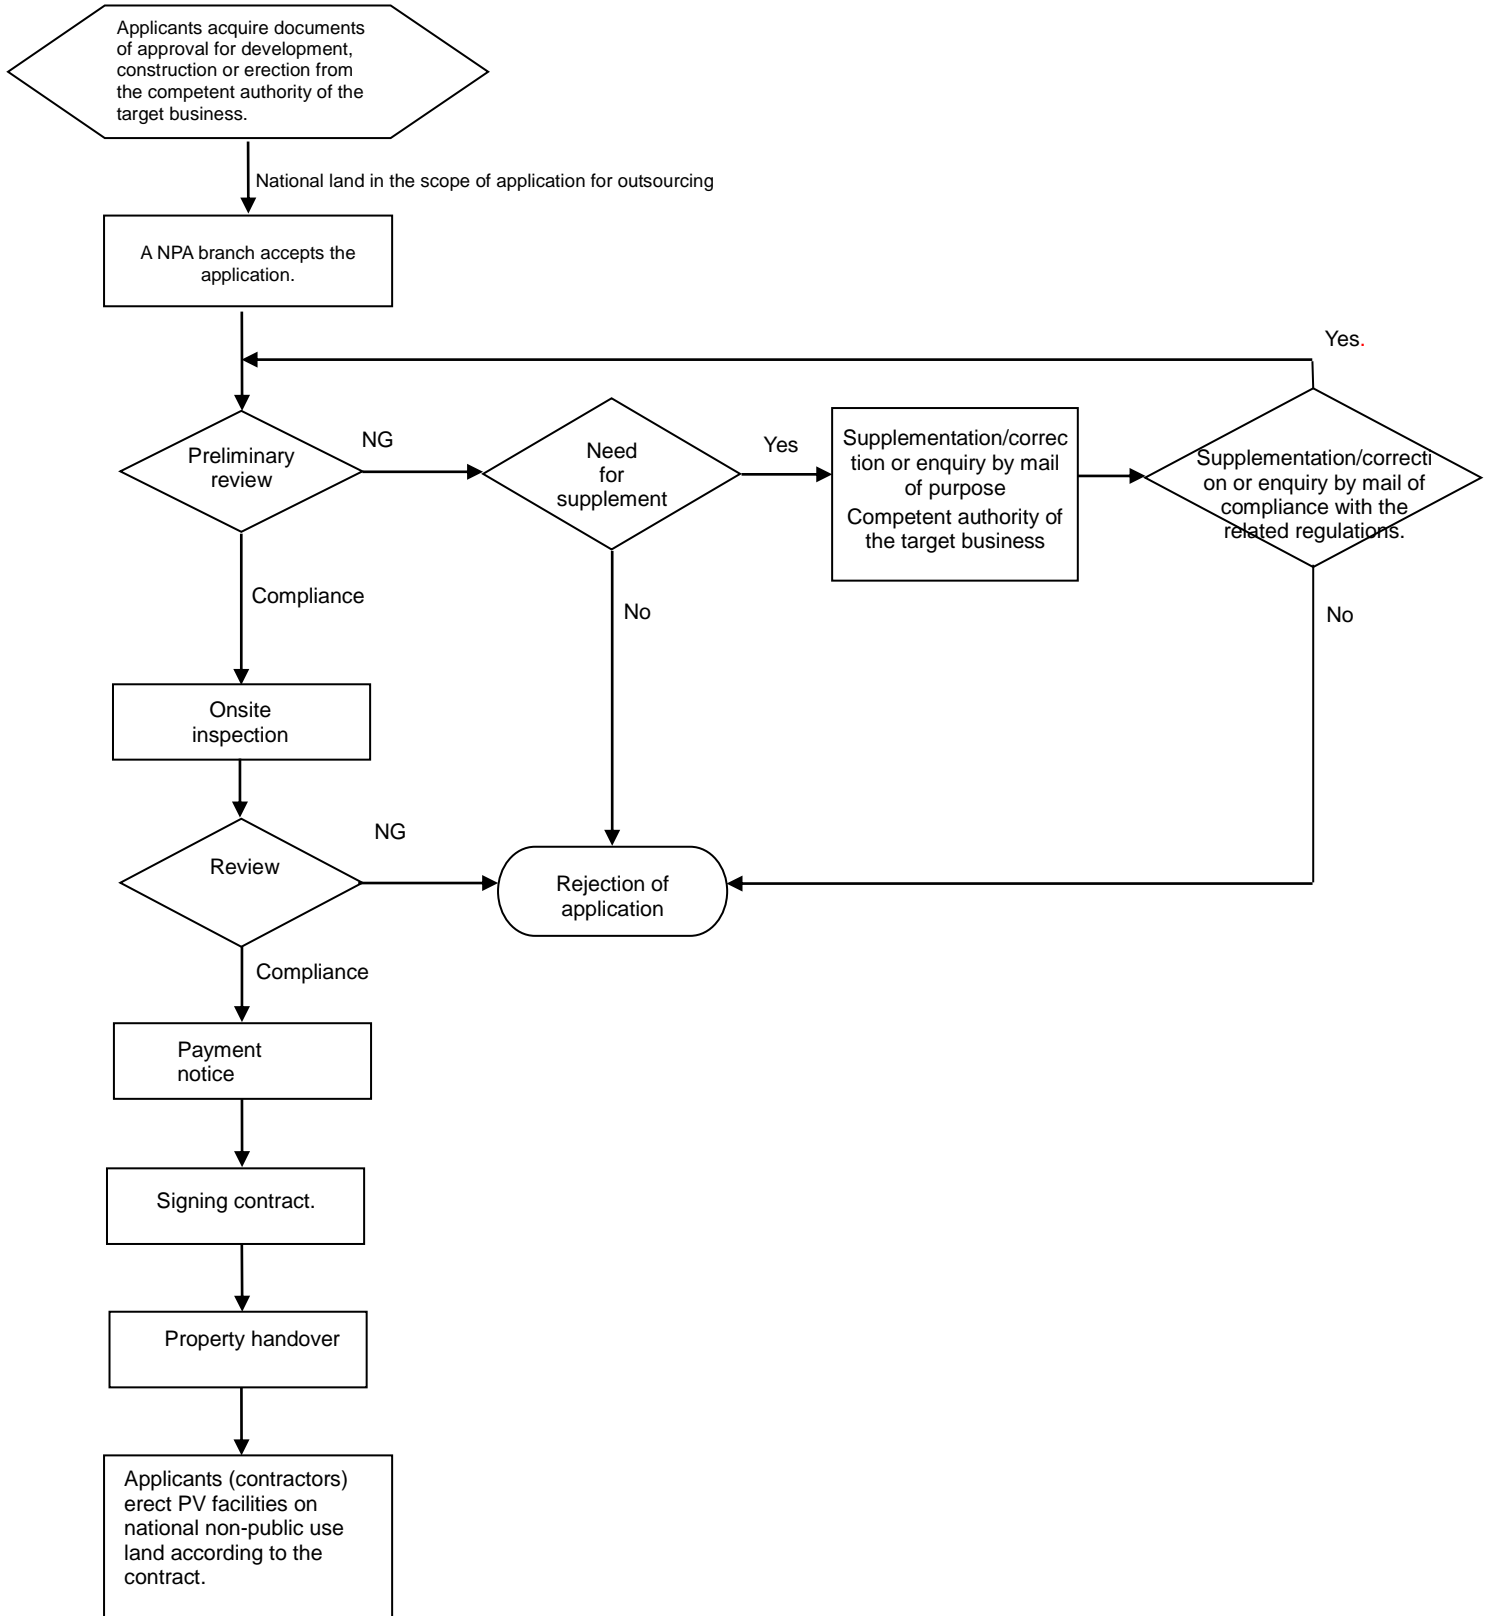 Applicants acquire documents
of approval for development,
construction or erection from
the competent authority of the
target business.
National land in the scope of application for outsourcing
A NPA branch accepts the
application.
Yes.
Preliminary
review
NG
Need
for
supplement
Yes
Supplementation/correc
tion or enquiry by mail
of purpose
Competent authority of
the target business
Supplementation/correcti
on or enquiry by mail of
compliance with the
related regulations.
Compliance
No
No
Onsite
inspection
Review
NG
Rejection of
application
Compliance
Payment
notice
Signing contract.
Property handover
Applicants (contractors)
erect PV facilities on
national non-public use
land according to the
contract.